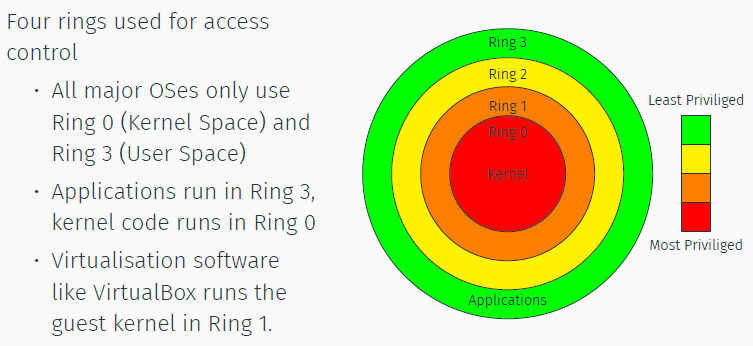 Four rings used for access
control
· All major OSes only use
Ring 0 (Kernel Space) and
Ring 3 (User Space)
· Applications run in Ring 3,
kernel code runs in Ring 0
· Virtualisation software
like VirtualBox runs the
guest kernel in Ring 1.
Ring 3
Ring 2
Ring 1
Ring 0
Kernel
Applications
Least Priviliged
Most Priviliged